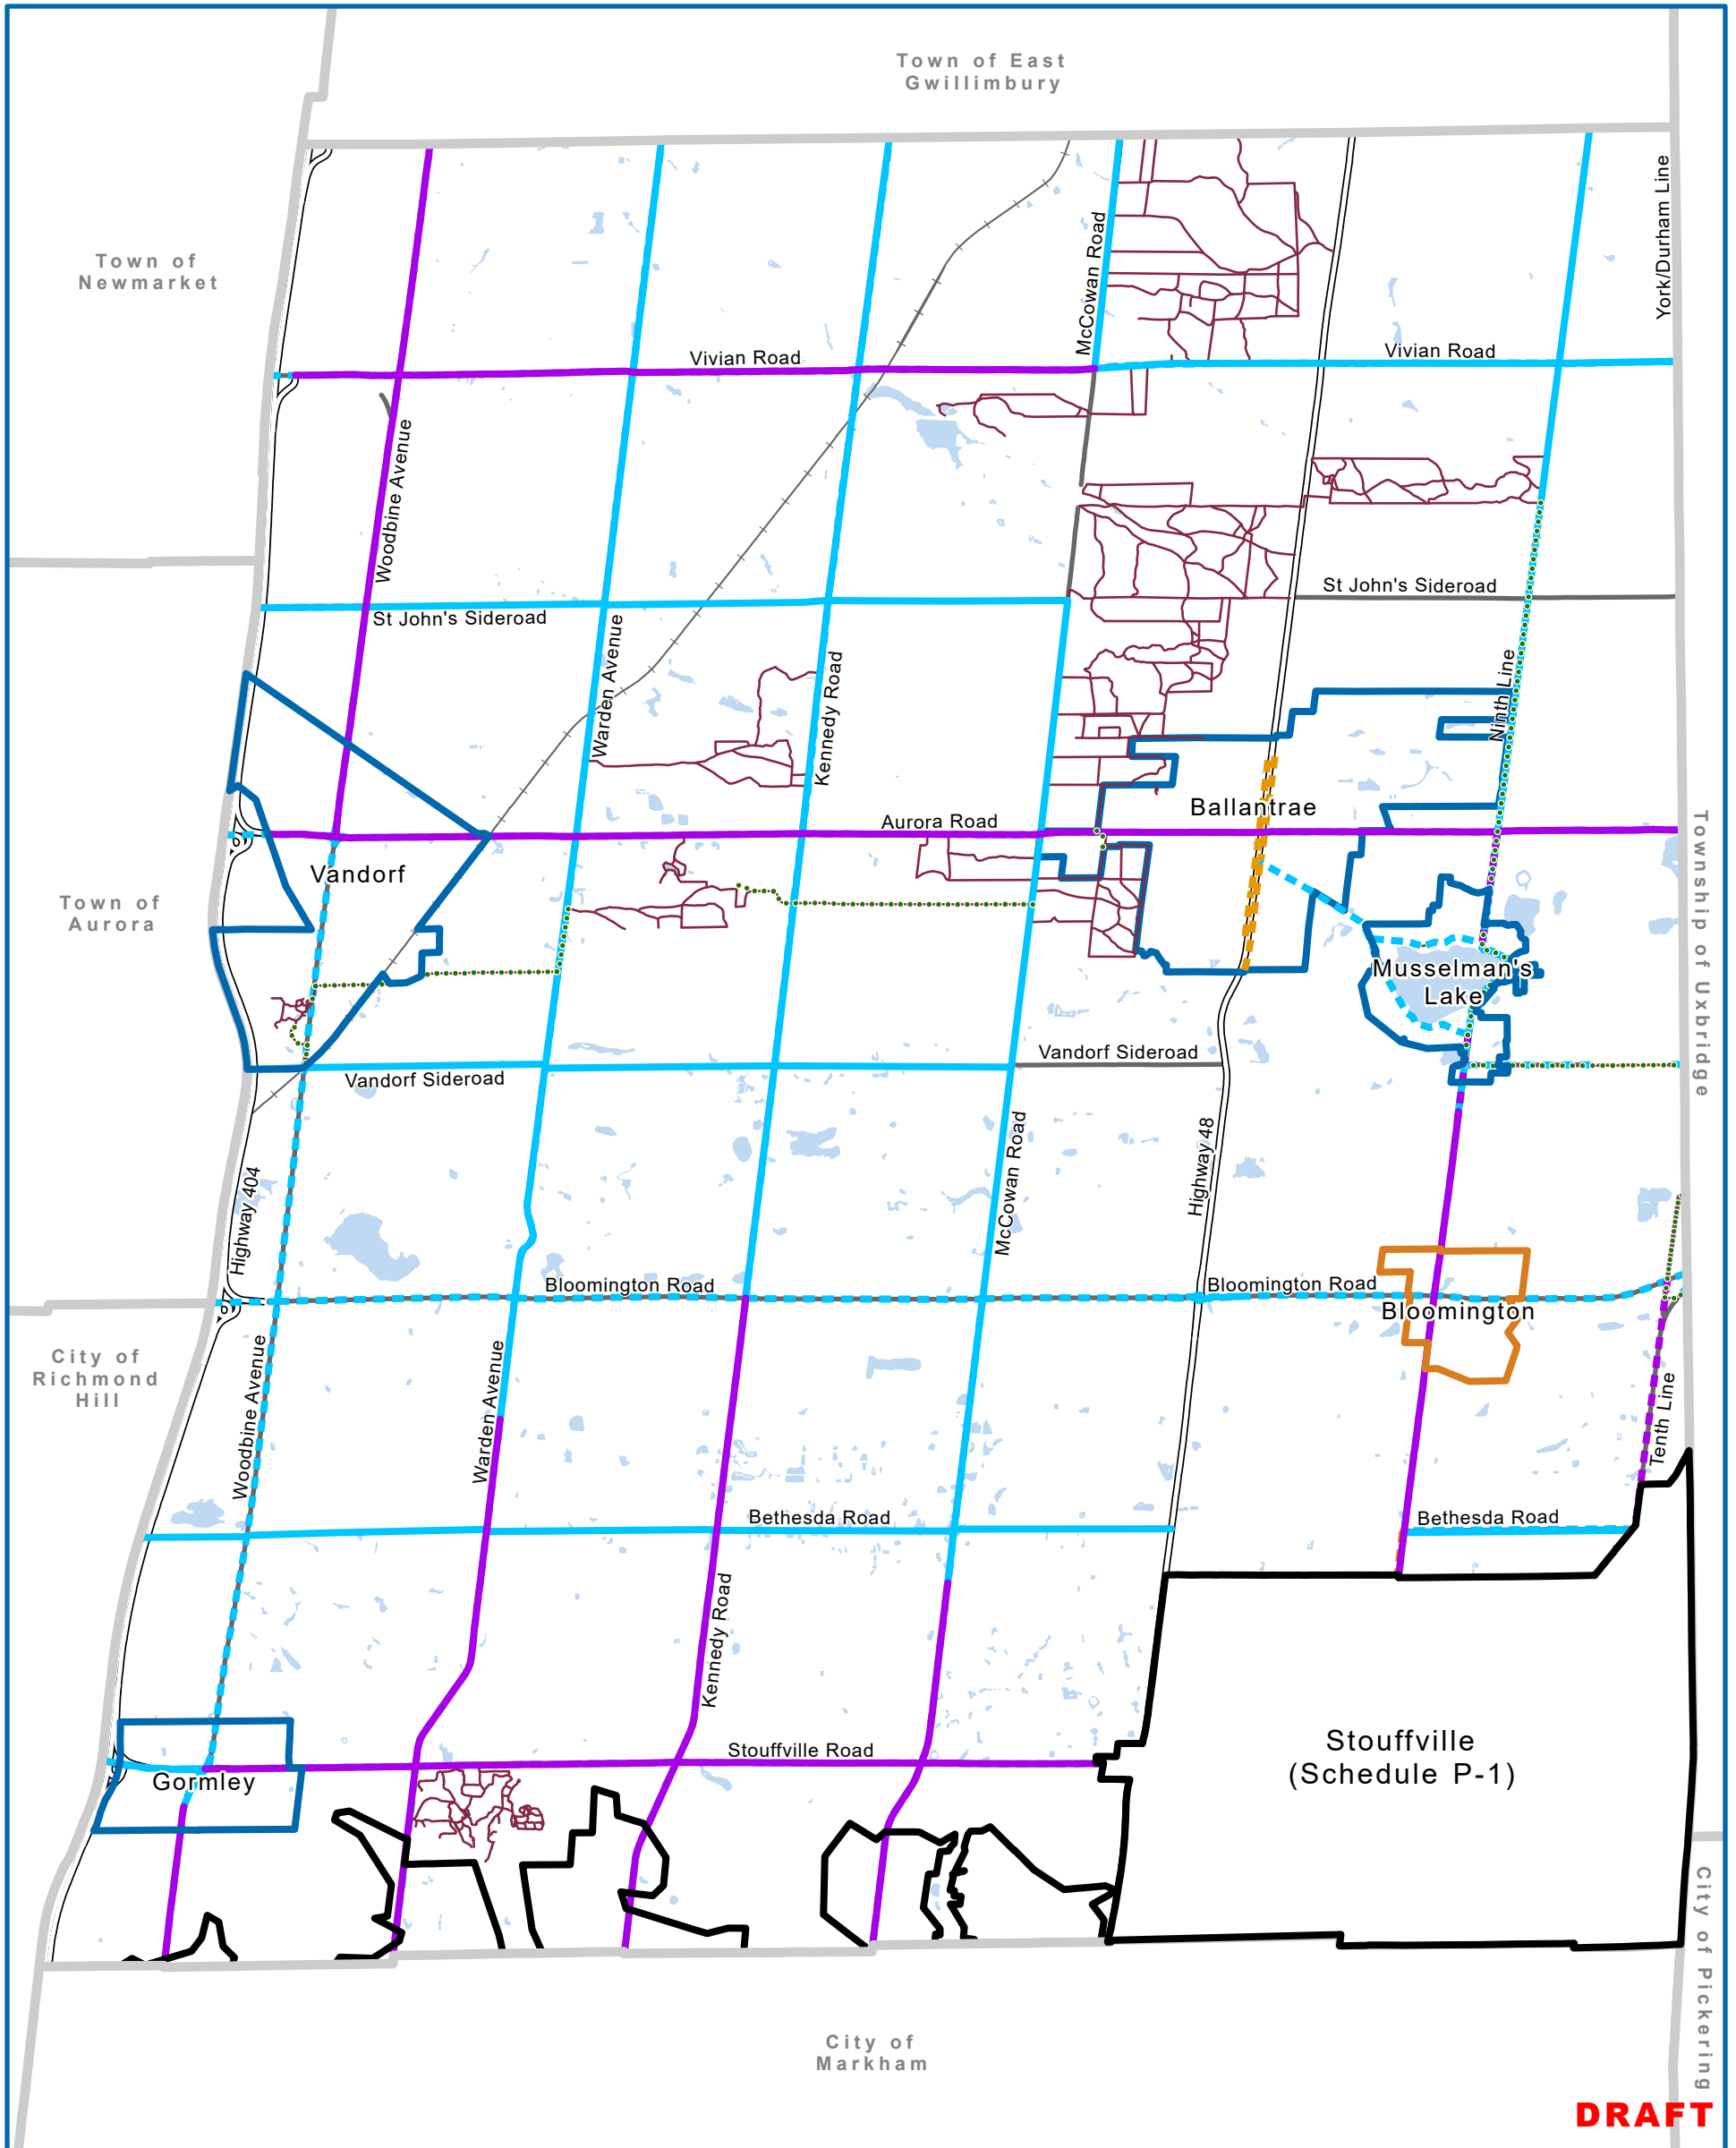 Town of East
Gwillimbury
York/Durham Line
Town of
Newmarket
McCowan Road
Vivian Road
Vivian Road
Woodbine Avenue
St John's Sideroad
St John's Sideroad
Warden Avenue
Kennedy Road
Ninth Line
Ballantrae
Aurora Road
Township of Uxbridge
Vandorf
Town of
Aurora
Musselman's
Lake
Vandorf Sideroad
Vandorf Sideroad
Highway 404
McCowan Road
Highway 48
Bloomington Road
Bloomington Road
Bloomington
City of
Richmond
Hill
Woodbine Avenue
Warden Avenue
Tenth Line
Bethesda Road
Bethesda Road
Kennedy Road
Stouffville Road
Stouffville
(Schedule P-1)
Gormley
City of Pickering
City of
Markham
DRAFT